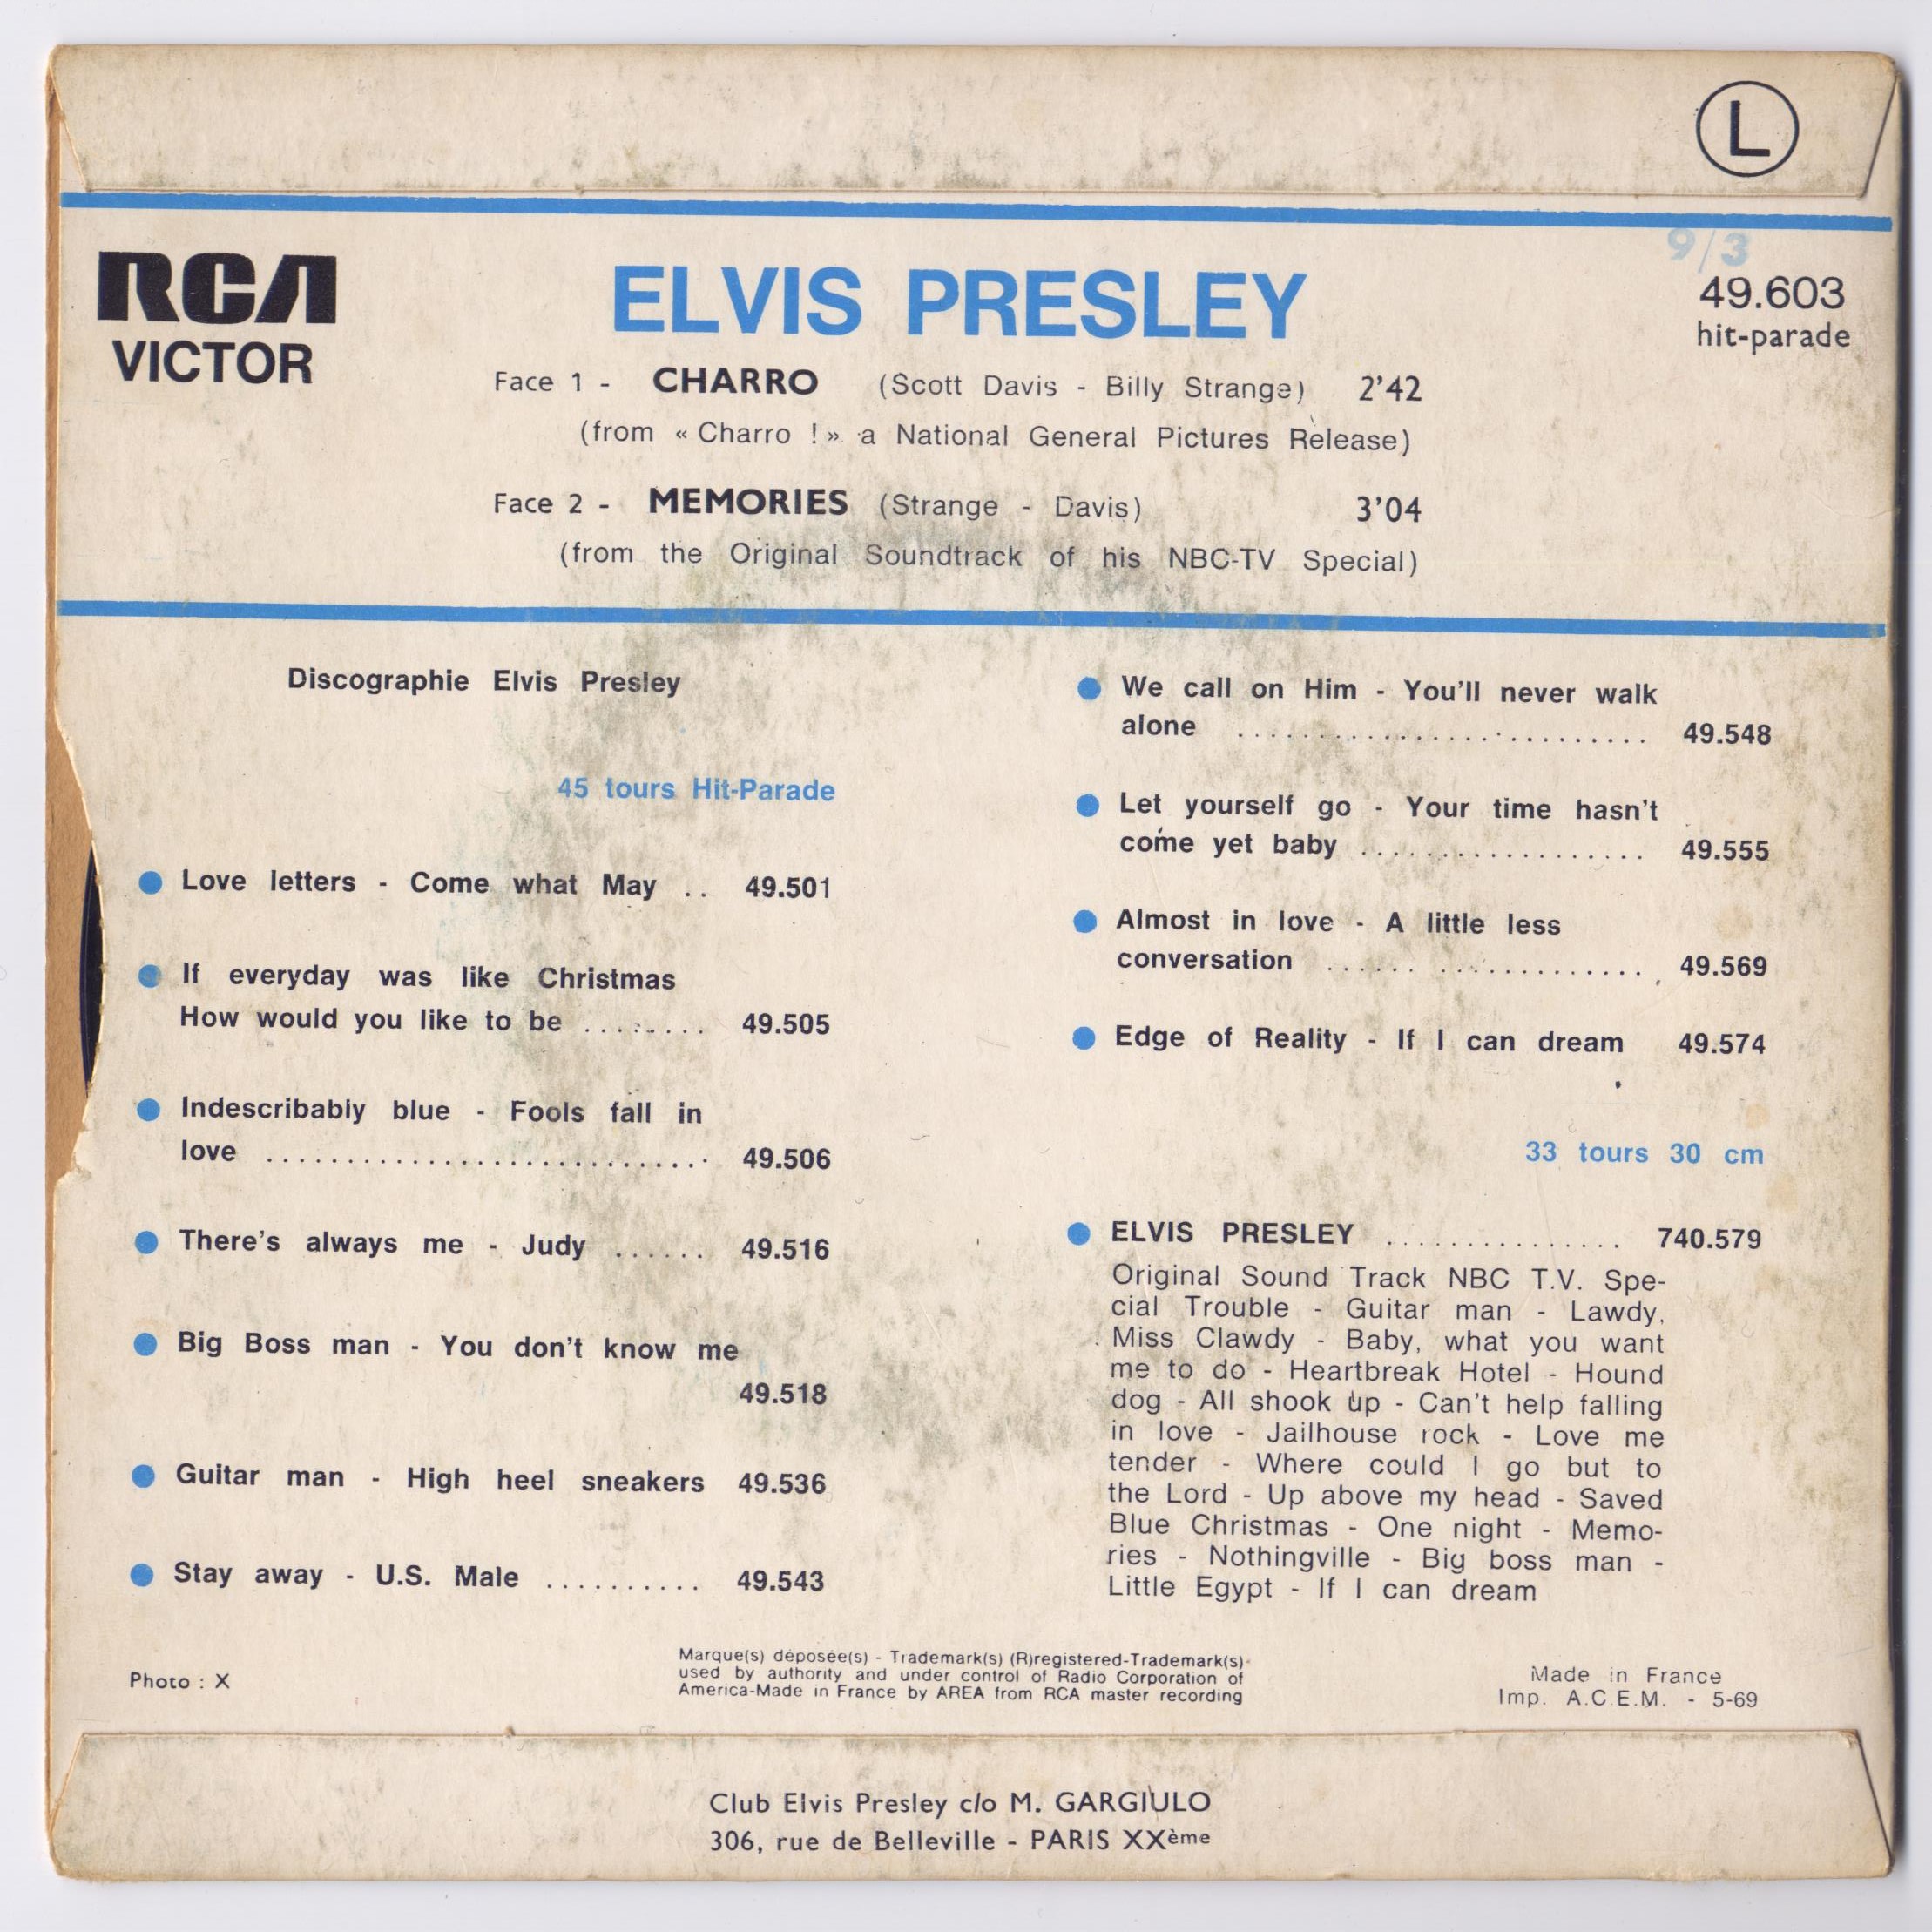 L
9/3
RCA
VICTOR
ELVIS PRESLEY
49.603
hit-parade
Face 1 - CHARRO (Scott Davis - Billy Strange) 2'42
(from « Charro ! » a National General Pictures Release)
Face 2 - MEMORIES (Strange - Davis) 3'04
(from the Original Soundtrack of his NBC-TV Special)
Discographie Elvis Presley
45 tours Hit-Parade
Love letters - Come what May .. 49.501
If everyday was like Christmas
How would you like to be ........ 49.505
Indescribably blue - Fools fall in
love ............................ 49.506
There's always me - Judy ...... 49.516
Big Boss man - You don't know me
49.518
Guitar man - High heel sneakers 49.536
Stay away - U.S. Male .......... 49.543
We call on Him - You'll never walk
alone .......................... 49.548
Let yourself go - Your time hasn't
come yet baby .................. 49.555
Almost in love - A little less
conversation .................... 49.569
Edge of Reality - If I can dream 49.574
33 tours 30 cm
ELVIS PRESLEY ............... 740.579
Original Sound Track NBC T.V. Spe-
cial Trouble - Guitar man - Lawdy,
Miss Clawdy - Baby, what you want
me to do - Heartbreak Hotel - Hound
dog - All shook up - Can't help falling
in love - Jailhouse rock - Love me
tender - Where could I go but to
the Lord - Up above my head - Saved
Blue Christmas - One night - Memo-
ries - Nothingville - Big boss man -
Little Egypt - If I can dream
Photo : X
Marque(s) déposée(s) - Trademark(s) (R)registered-Trademark(s)
used by authority and under control of Radio Corporation of
America-Made in France by AREA from RCA master recording
Made in France
Imp. A.C.E.M. - 5-69
Club Elvis Presley c/o M. GARGIULO
306, rue de Belleville - PARIS XXème